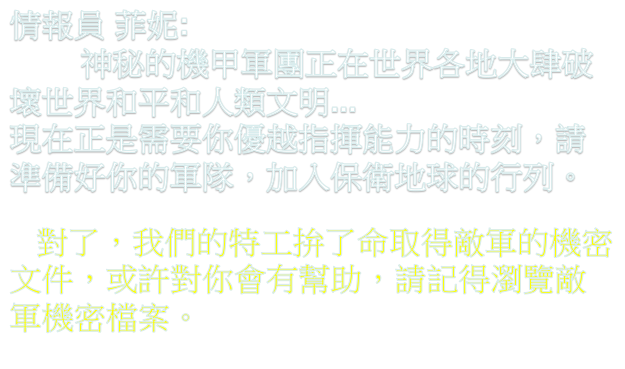 情報員 菲妮:
神秘的機甲軍團正在世界各地大肆破
壞世界和平和人類文明...
現在正是需要你優越指揮能力的時刻，請
準備好你的軍隊，加入保衛地球的行列。
對了，我們的特工拚了命取得敵軍的機密
文件，或許對你會有幫助，請記得瀏覽敵
軍機密檔案。